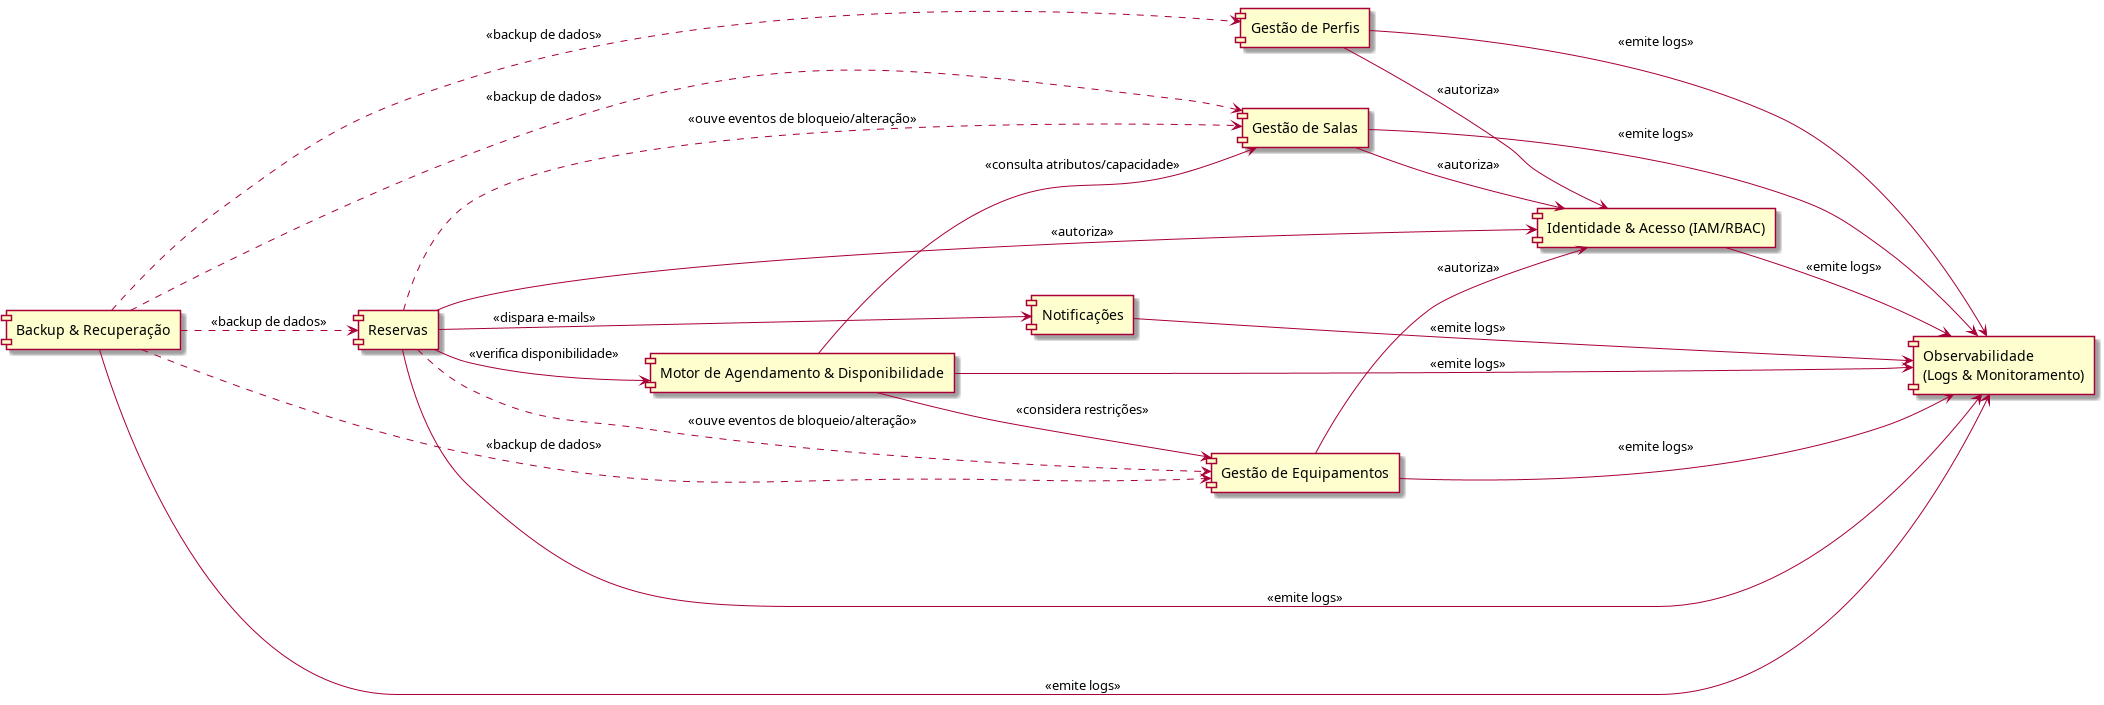 Gestão de Perfis
«backup de dados»
«emite logs»
«autoriza»
«backup de dados»
«ouve eventos de bloqueio/alteração»
Gestão de Salas
«emite logs»
«consulta atributos/capacidade»
«autoriza»
«autoriza»
Identidade & Acesso (IAM/RBAC)
«autoriza»
«emite logs»
Notificações
«dispara e-mails»
«backup de dados»
Backup & Recuperação
Reservas
«emite logs»
«verifica disponibilidade»
Observabilidade
(Logs & Monitoramento)
Motor de Agendamento & Disponibilidade
«emite logs»
«considera restrições»
«ouve eventos de bloqueio/alteração»
«backup de dados»
«emite logs»
Gestão de Equipamentos
«emite logs»
«emite logs»